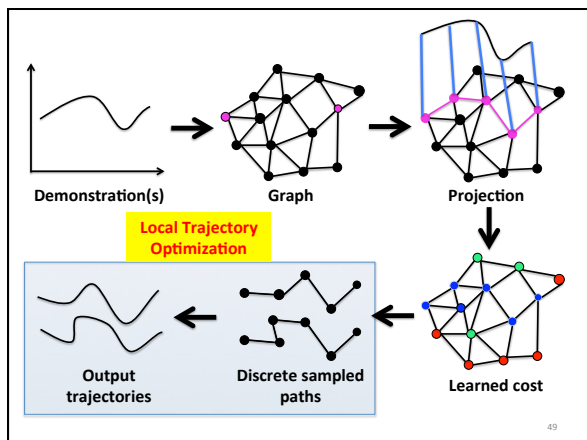 Demonstration(s)
Graph
Projection
Local Trajectory
Optimization
Output
trajectories
Discrete sampled
paths
Learned cost
49